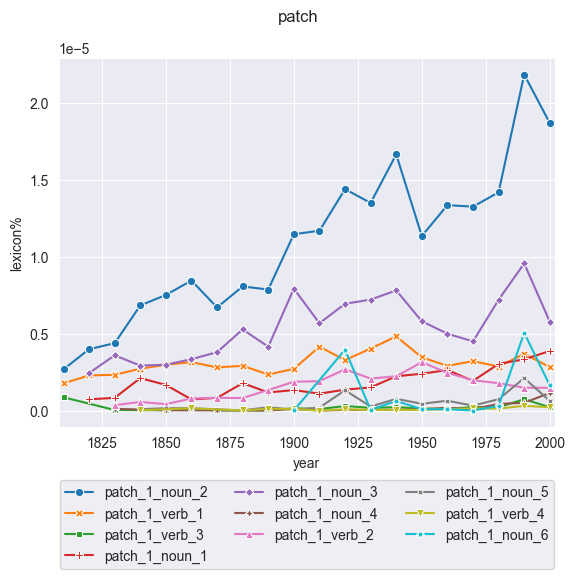 patch
1e−5
2.0
1.5
1.0
0.5
0.0
lexicon%
1825 1850 1875 1900 1925 1950 1975 2000
year
patch_1_noun_2 patch_1_noun_3 patch_1_noun_5
patch_1_verb_1 patch_1_noun_4 patch_1_verb_4
patch_1_verb_3 patch_1_verb_2 patch_1_noun_6
patch_1_noun_1